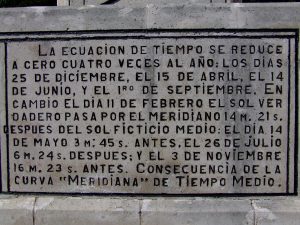 LA ECUACION DE TIEMPO SE REDUCE
A CERO CUATRO VECES AL AÑO: LOS DIAS
25 DE DICIEMBRE, EL 15 DE ABRIL, EL 14
DE JUNIO, Y EL 1RO DE SEPTIEMBRE. EN
CAMBIO EL DIA 11 DE FEBRERO EL SOL VER
DADERO PASA POR EL MERIDIANO 14 M. 21 S.
DESPUES DEL SOL FICTICIO MEDIO: EL DIA 14
DE MAYO 3 M; 45 S. ANTES, EL 26 DE JULIO
6 M, 24 S. DESPUES; Y EL 3 DE NOVIEMBRE
16 M. 23 S. ANTES. CONSECUENCIA DE LA
CURVA "MERIDIANA" DE TIEMPO MEDIO.